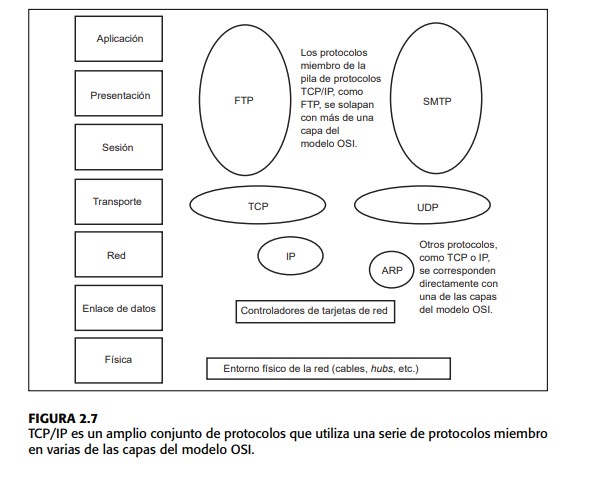 Aplicación
Presentación
Sesión
Transporte
Red
Enlace de datos
Física
FTP
Los protocolos
miembro de la
pila de protocolos
TCP/IP, como
FTP, se solapan
con más de una
capa del
modelo OSI.
SMTP
TCP
UDP
IP
ARP
Otros protocolos,
como TCP o IP,
se corresponden
directamente con
una de las capas
del modelo OSI.
Controladores de tarjetas de red
Entorno físico de la red (cables, hubs, etc.)
FIGURA 2.7
TCP/IP es un amplio conjunto de protocolos que utiliza una serie de protocolos miembro
en varias de las capas del modelo OSI.